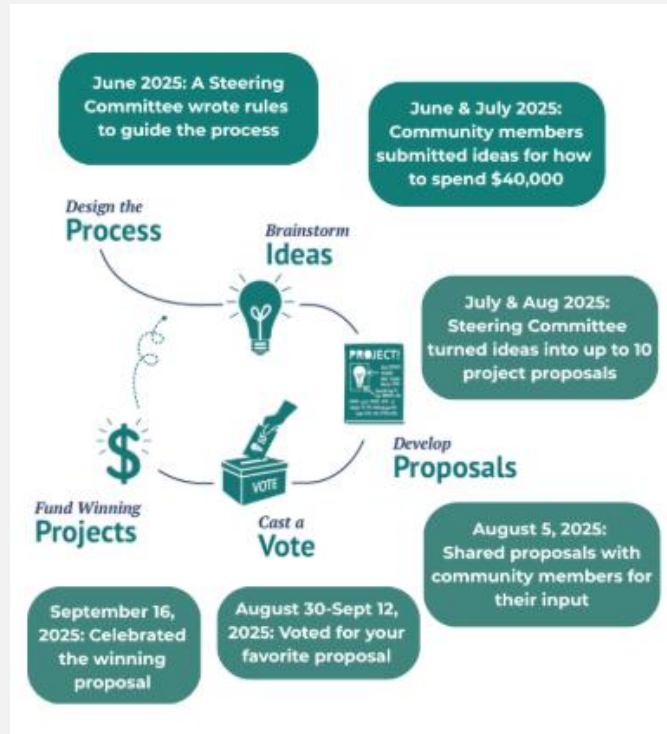 June 2025: A Steering
Committee wrote rules
to guide the process
June & July 2025:
Community members
submitted ideas for how
to spend $40,000
Design the
Process
Brainstorm
Ideas
July & Aug 2025:
Steering Committee
turned ideas into up to 10
project proposals
PROJECT!
Develop
Proposals
VOTE
Cast a
Vote
$
Fund Winning
Projects
August 5, 2025:
Shared proposals with
community members for
their input
August 30-Sept 12,
2025: Voted for your
favorite proposal
September 16,
2025: Celebrated
the winning
proposal